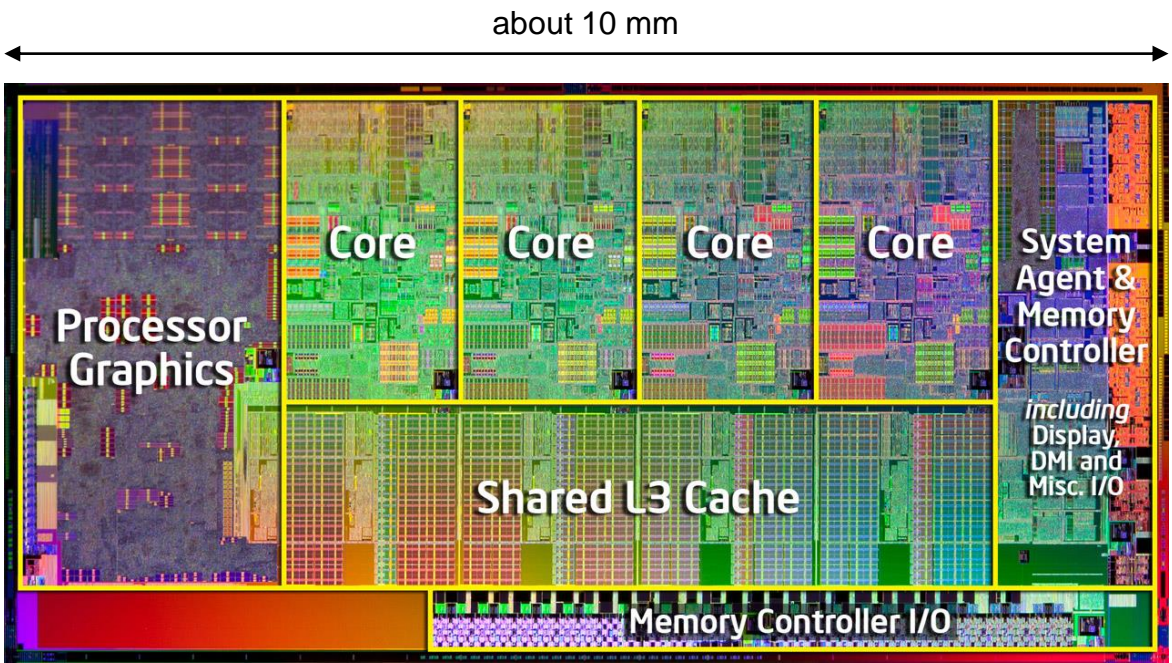 about 10 mm
Processor
Graphics
Core
Core
Core
Core
System
Agent &
Memory
Controller
including
Display,
DMI and
Misc. I/O
Shared L3 Cache
Memory Controller I/O